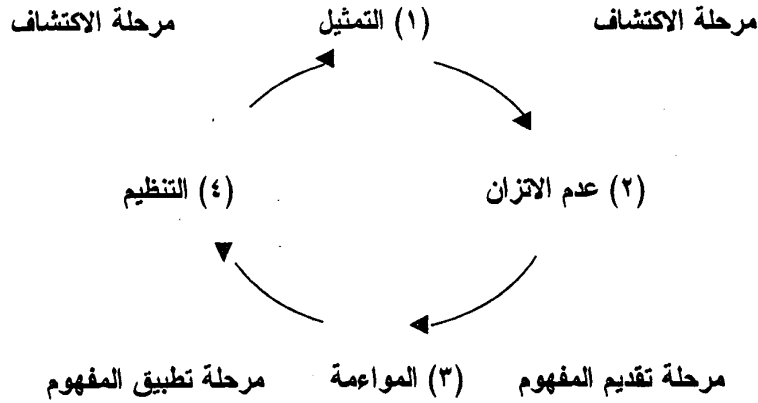 مرحلة الاكتشاف (١) التمثيل مرحلة الاكتشاف
(٢) عدم الاتزان (٤) التنظيم
مرحلة تقديم المفهوم (٣) المواءمة مرحلة تطبيق المفهوم